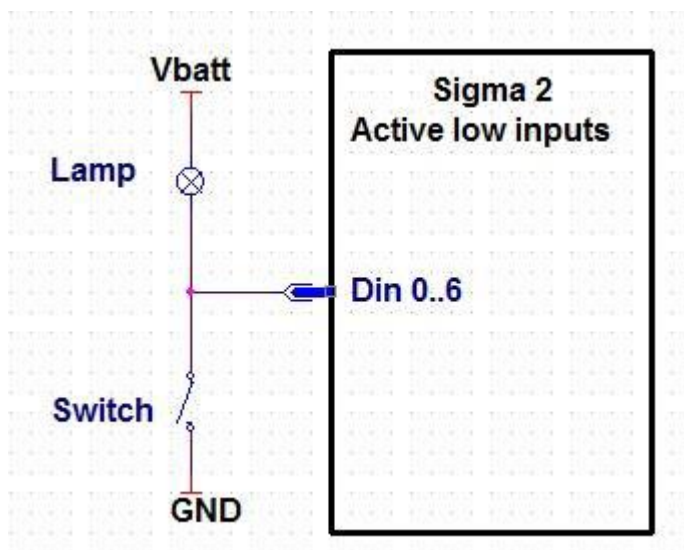 Vbatt
Sigma 2
Active low inputs
Lamp
Din 0..6
Switch
GND